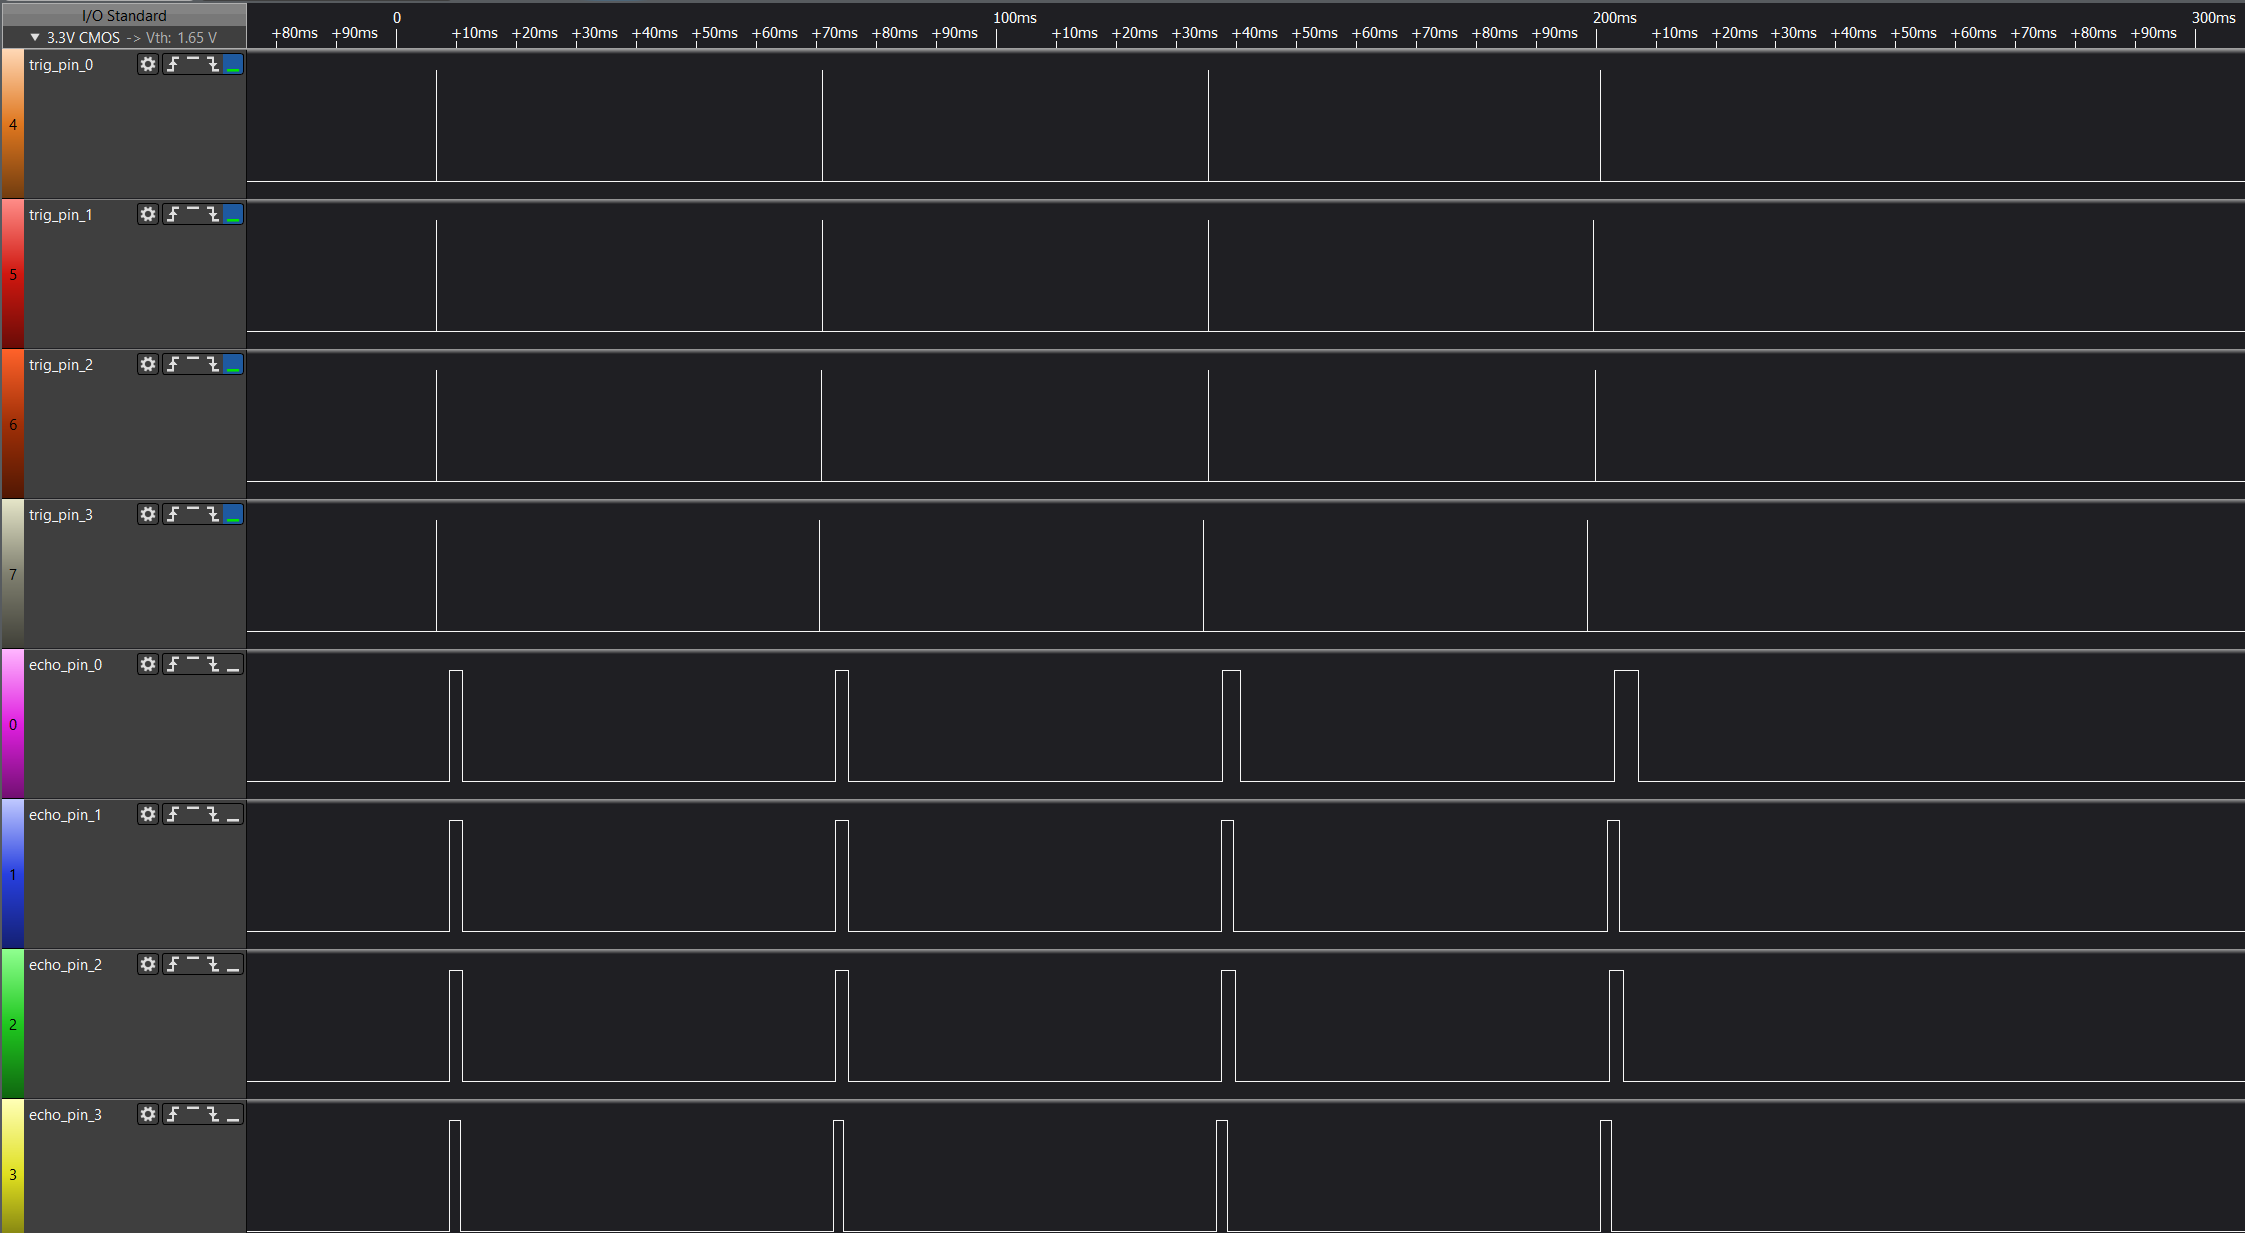 I/O Standard
▼ 3.3V CMOS -> Vth: 1.65 V
0 100ms 200ms 300ms
+80ms +90ms +10ms +20ms +30ms +40ms +50ms +60ms +70ms +80ms +90ms +10ms +20ms +30ms +40ms +50ms +60ms +70ms +80ms +90ms +10ms +20ms +30ms +40ms +50ms +60ms +70ms +80ms +90ms
trig_pin_0
4
trig_pin_1
5
trig_pin_2
6
trig_pin_3
7
echo_pin_0
0
echo_pin_1
1
echo_pin_2
2
echo_pin_3
3